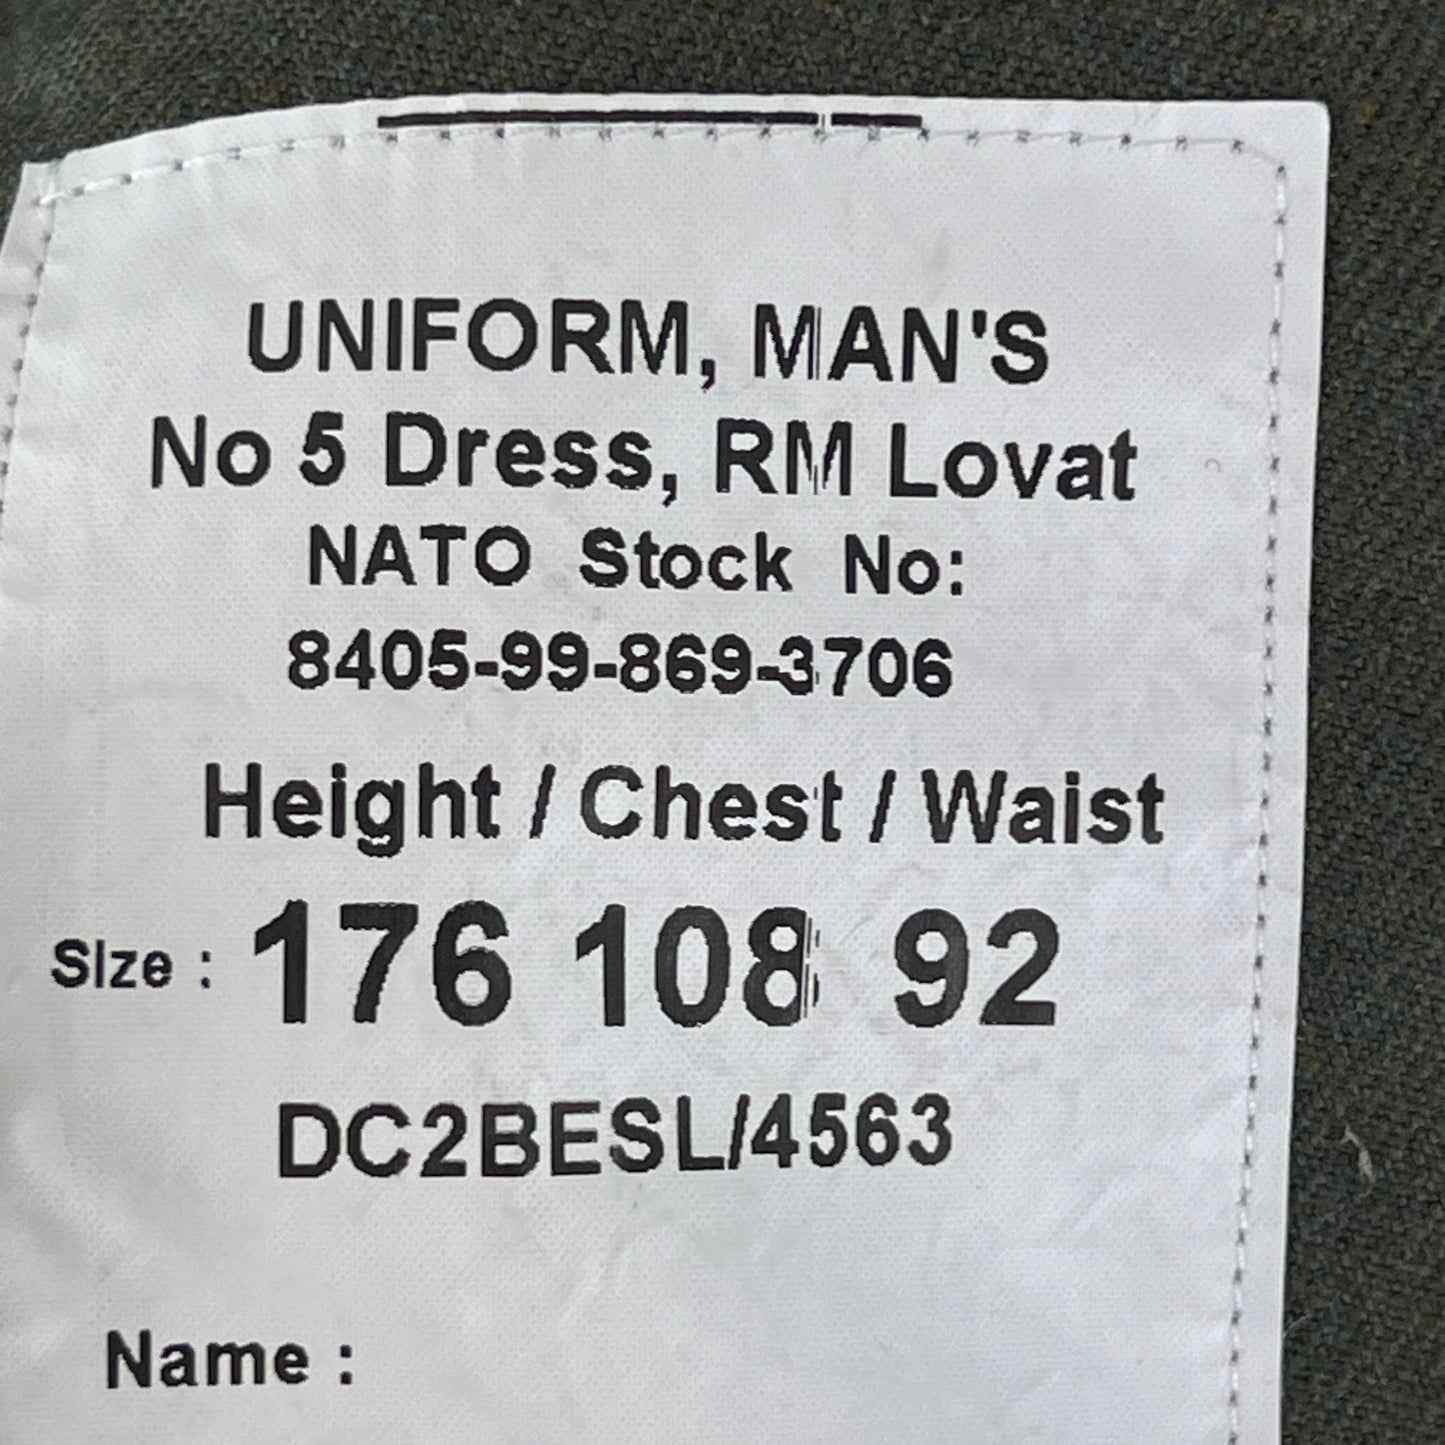 UNIFORM, MAN'S
No 5 Dress, RM Lovat
NATO Stock No:
8405-99-869-3706
Height / Chest / Waist
Size : 176 108 92
DC2BESL/4563
Name :